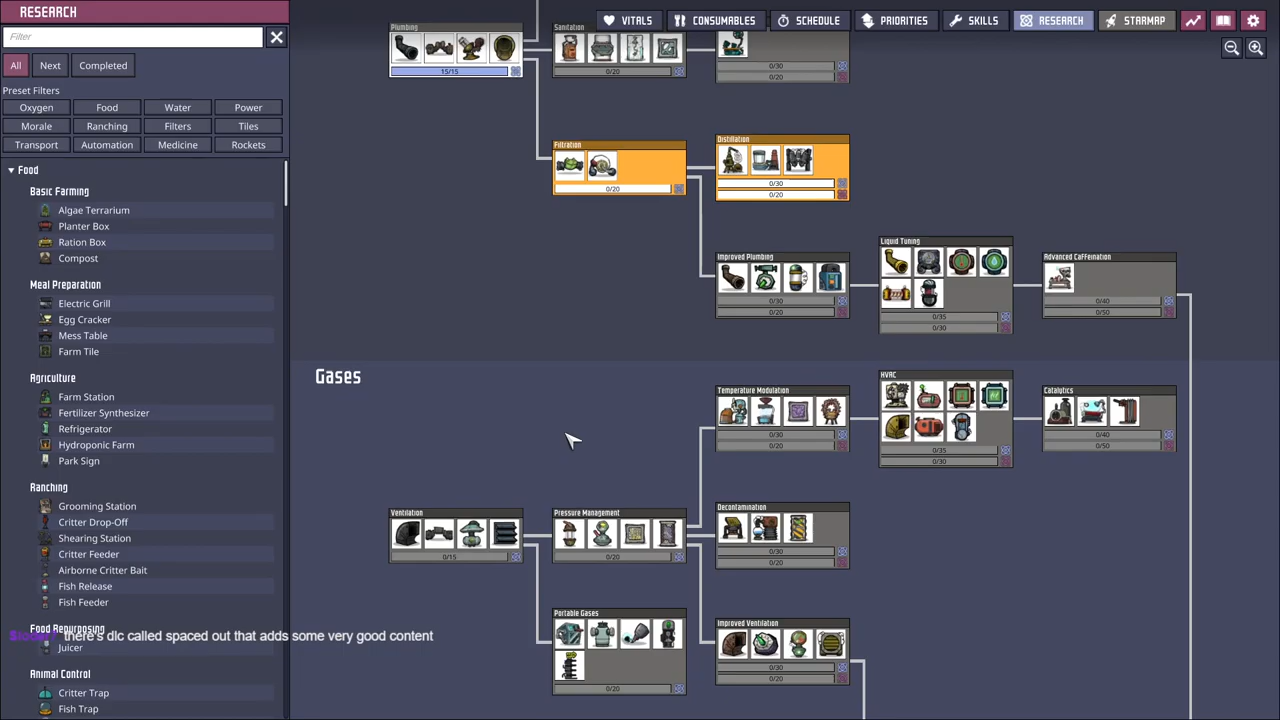 RESEARCH
VITALS
CONSUMABLES
SCHEDULE
PRIORITIES
SKILLS
RESEARCH
STARMAP
Filter
All
Next
Completed
Preset Filters
Oxygen
Food
Water
Power
Morale
Ranching
Filters
Tiles
Transport
Automation
Medicine
Rockets
Food
Basic Farming
Algae Terrarium
Planter Box
Ration Box
Compost
Meal Preparation
Electric Grill
Egg Cracker
Mess Table
Farm Tile
Agriculture
Farm Station
Fertilizer Synthesizer
Refrigerator
Hydroponic Farm
Park Sign
Ranching
Grooming Station
Critter Drop-Off
Shearing Station
Critter Feeder
Airborne Critter Bait
Fish Release
Fish Feeder
Food Repurposing
there's dlc called spaced out that adds some very good content
Juicer
Animal Control
Critter Trap
Fish Trap
Plumbing
15/15
Sanitation
0/20
0/30
0/20
Filtration
0/20
Distillation
0/30
0/20
Improved Plumbing
0/30
0/20
Liquid Tuning
0/35
0/30
Advanced Caffeination
0/40
0/50
Gases
Temperature Modulation
0/30
0/20
HVAC
0/35
0/30
Catalytics
0/40
0/50
Ventilation
0/15
Pressure Management
0/20
Decontamination
0/30
0/20
Portable Gases
0/20
Improved Ventilation
0/30
0/20